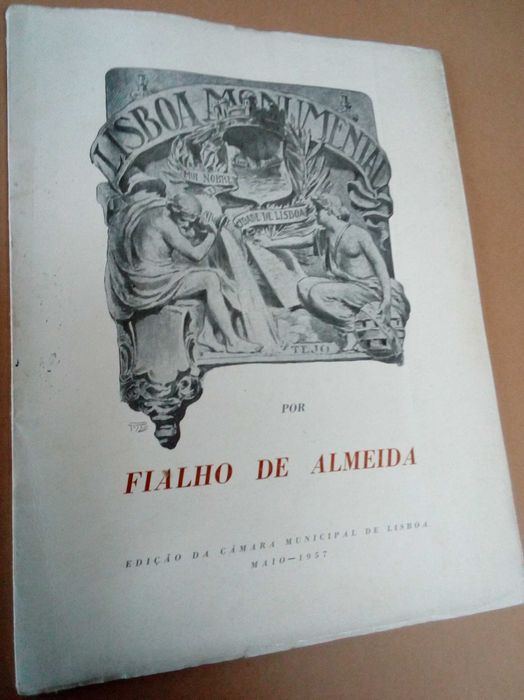 LISBOA MONUMENTAL
MUI NOBRE
CIDADE DE LISBOA
TEJO
POR
FIALHO DE ALMEIDA
EDIÇÃO DA CÂMARA MUNICIPAL DE LISBOA
MAIO—1957